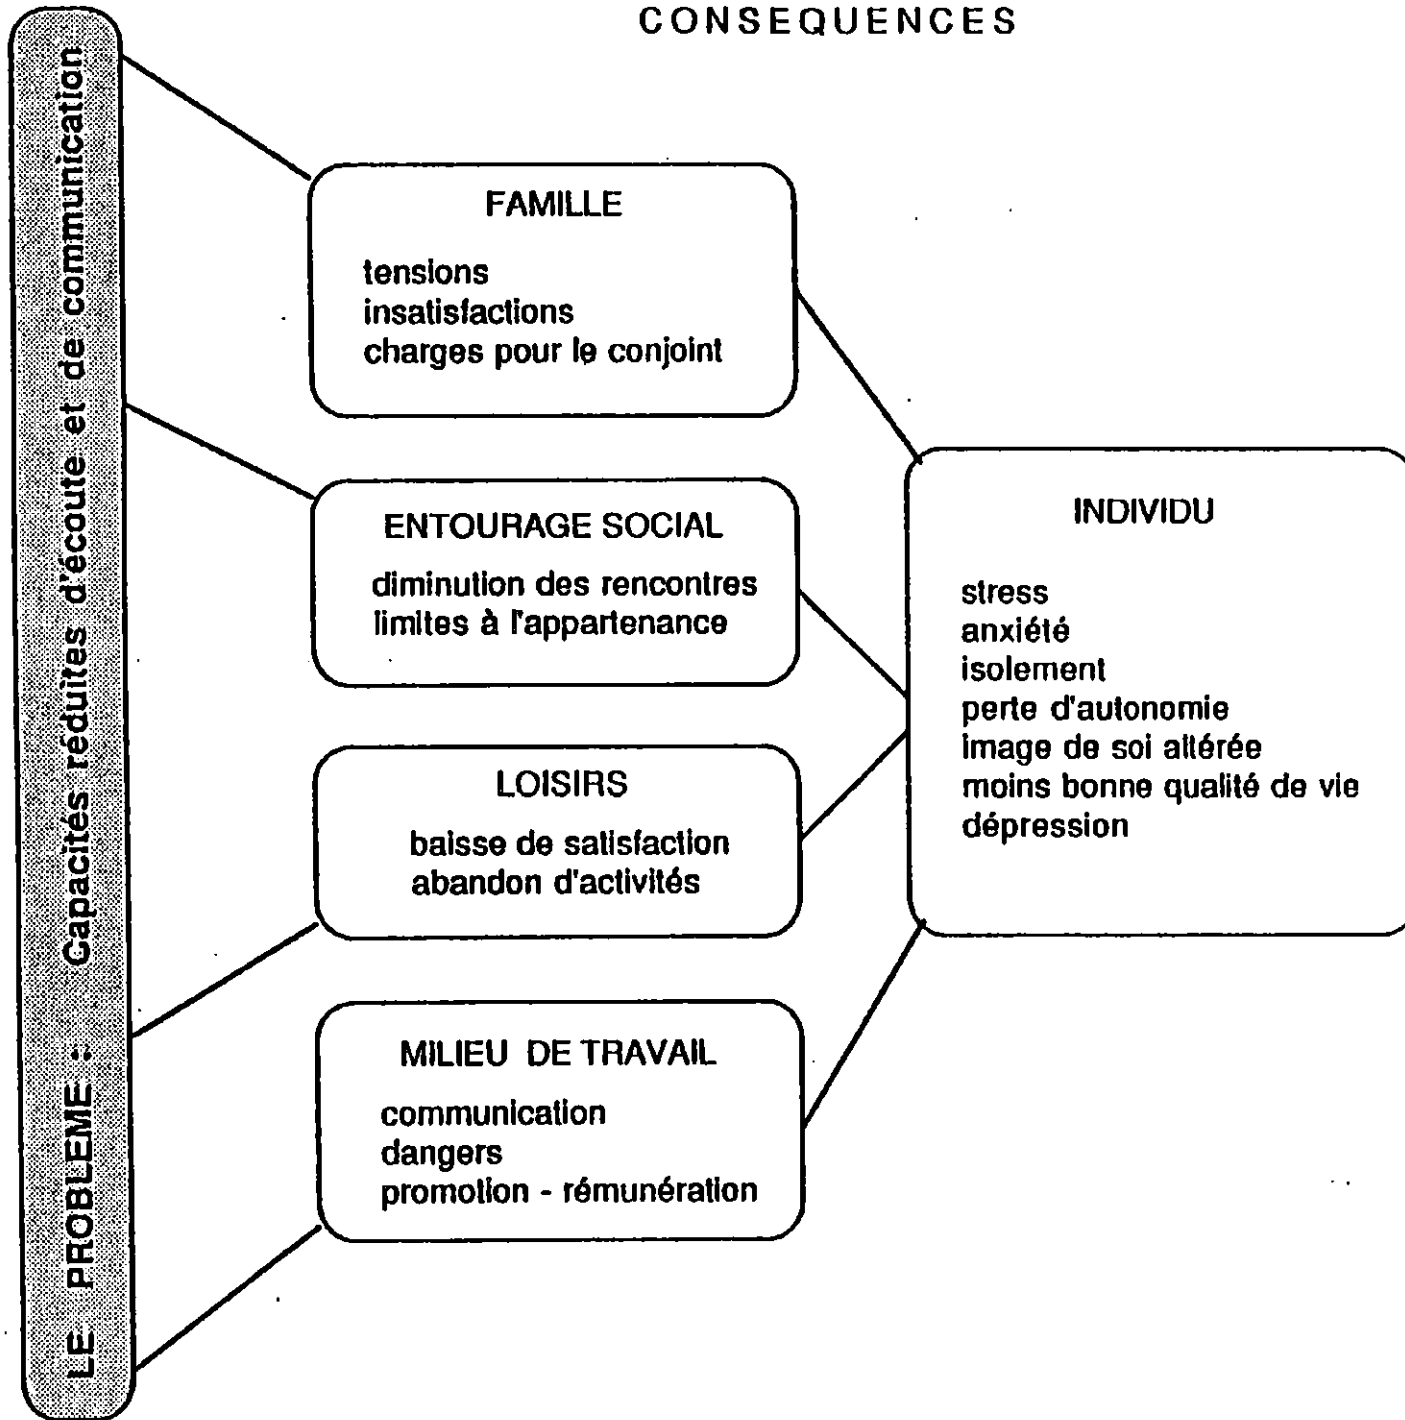 CONSEQUENCES
LE PROBLEME : Capacités réduites d'écoute et de communication
FAMILLE
tensions
insatisfactions
charges pour le conjoint
ENTOURAGE SOCIAL
diminution des rencontres
limites à l'appartenance
LOISIRS
baisse de satisfaction
abandon d'activités
MILIEU DE TRAVAIL
communication
dangers
promotion - rémunération
INDIVIDU
stress
anxiété
isolement
perte d'autonomie
image de soi altérée
moins bonne qualité de vie
dépression